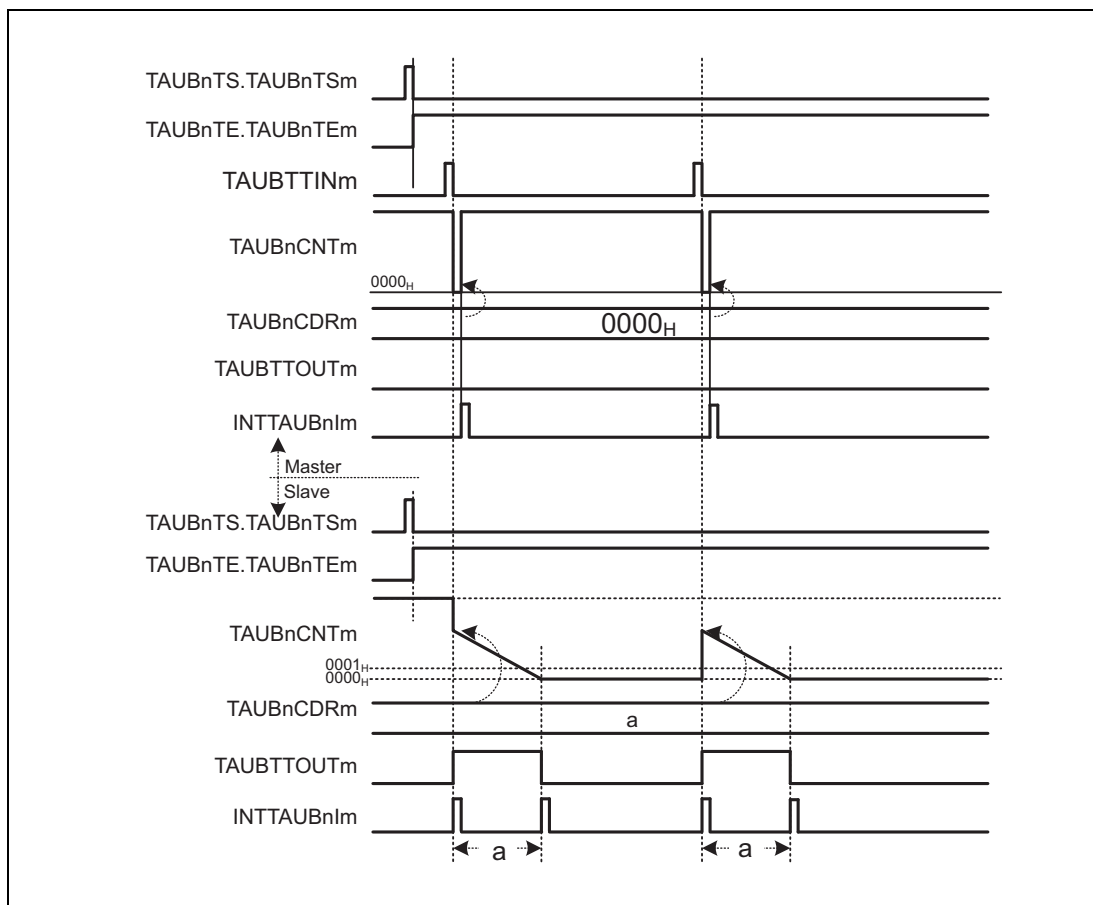 TAUBnTS.TAUBnTSm
TAUBnTE.TAUBnTEm
TAUBTTINm
TAUBnCNTm
0000H
TAUBnCDRm
0000H
TAUBTTOUTm
INTTAUBnIm
Master
Slave
TAUBnTS.TAUBnTSm
TAUBnTE.TAUBnTEm
TAUBnCNTm
0001H
0000H
TAUBnCDRm
a
TAUBTTOUTm
INTTAUBnIm
a a